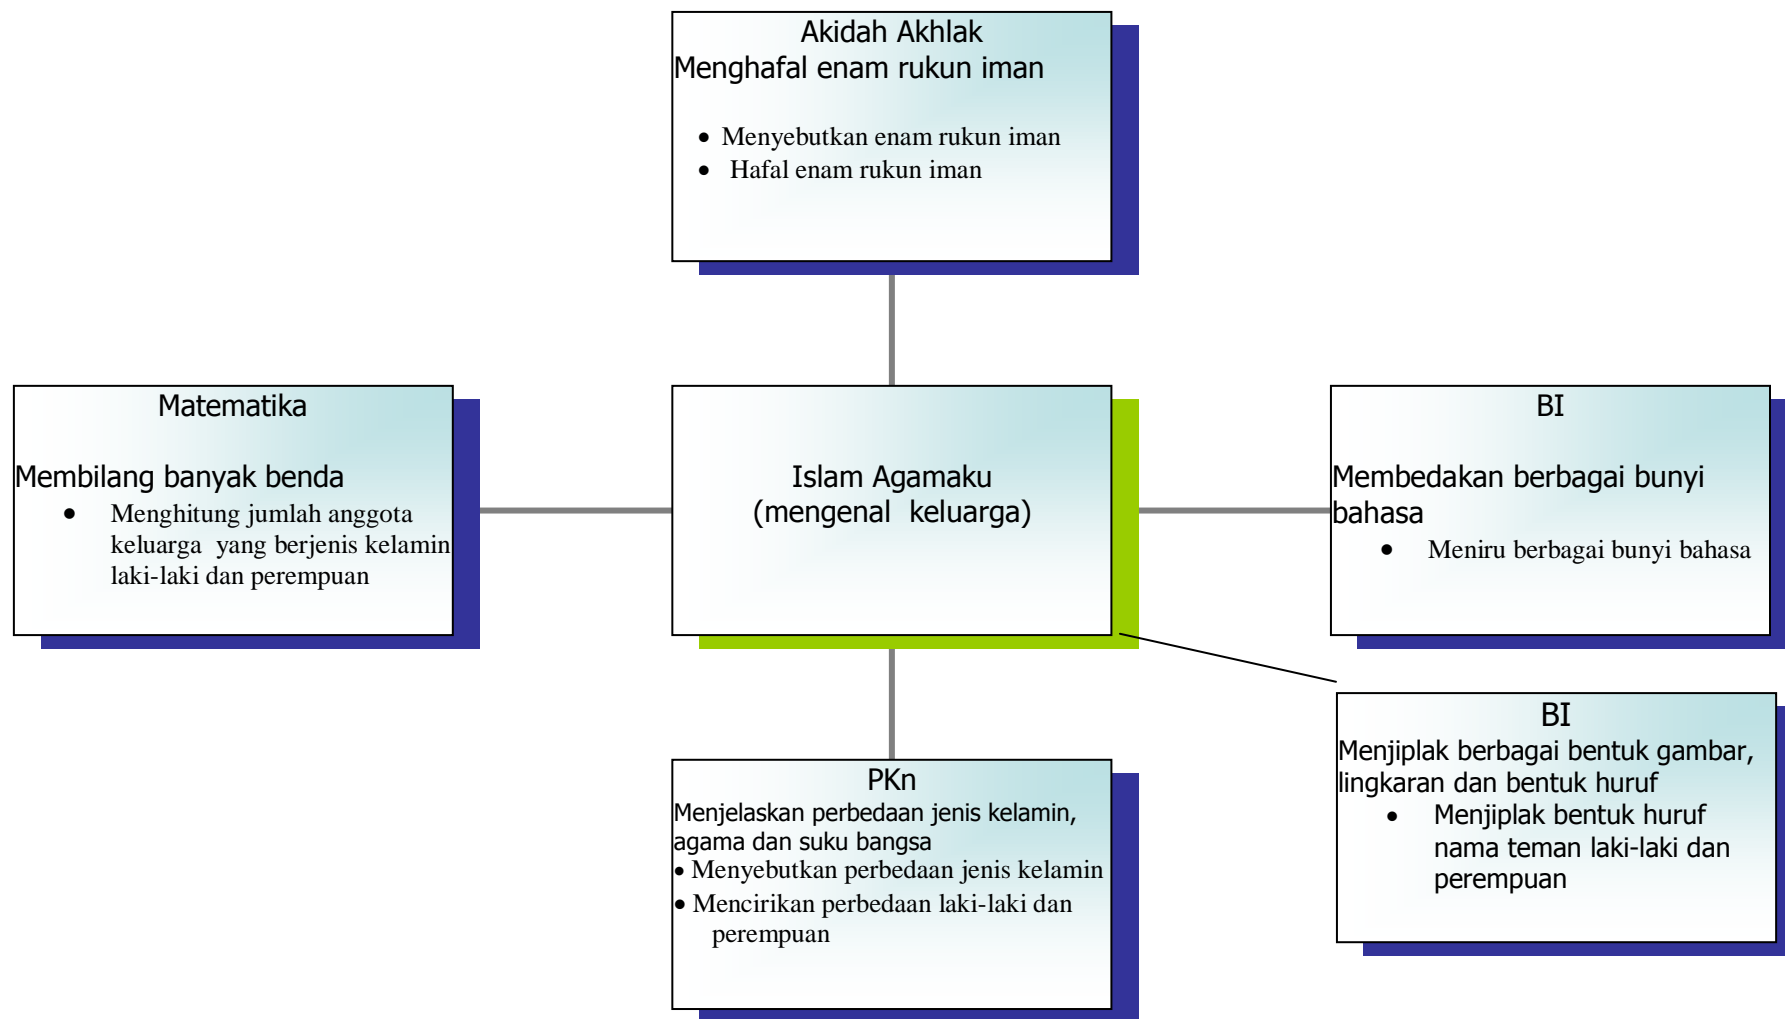 Akidah Akhlak
Menghafal enam rukun iman
• Menyebutkan enam rukun iman
• Hafal enam rukun iman
Matematika
Membilang banyak benda
• Menghitung jumlah anggota
keluarga yang berjenis kelamin
laki-laki dan perempuan
Islam Agamaku
(mengenal keluarga)
BI
Membedakan berbagai bunyi
bahasa
• Meniru berbagai bunyi bahasa
BI
Menjiplak berbagai bentuk gambar,
lingkaran dan bentuk huruf
• Menjiplak bentuk huruf
nama teman laki-laki dan
perempuan
PKn
Menjelaskan perbedaan jenis kelamin,
agama dan suku bangsa
• Menyebutkan perbedaan jenis kelamin
• Mencirikan perbedaan laki-laki dan
perempuan